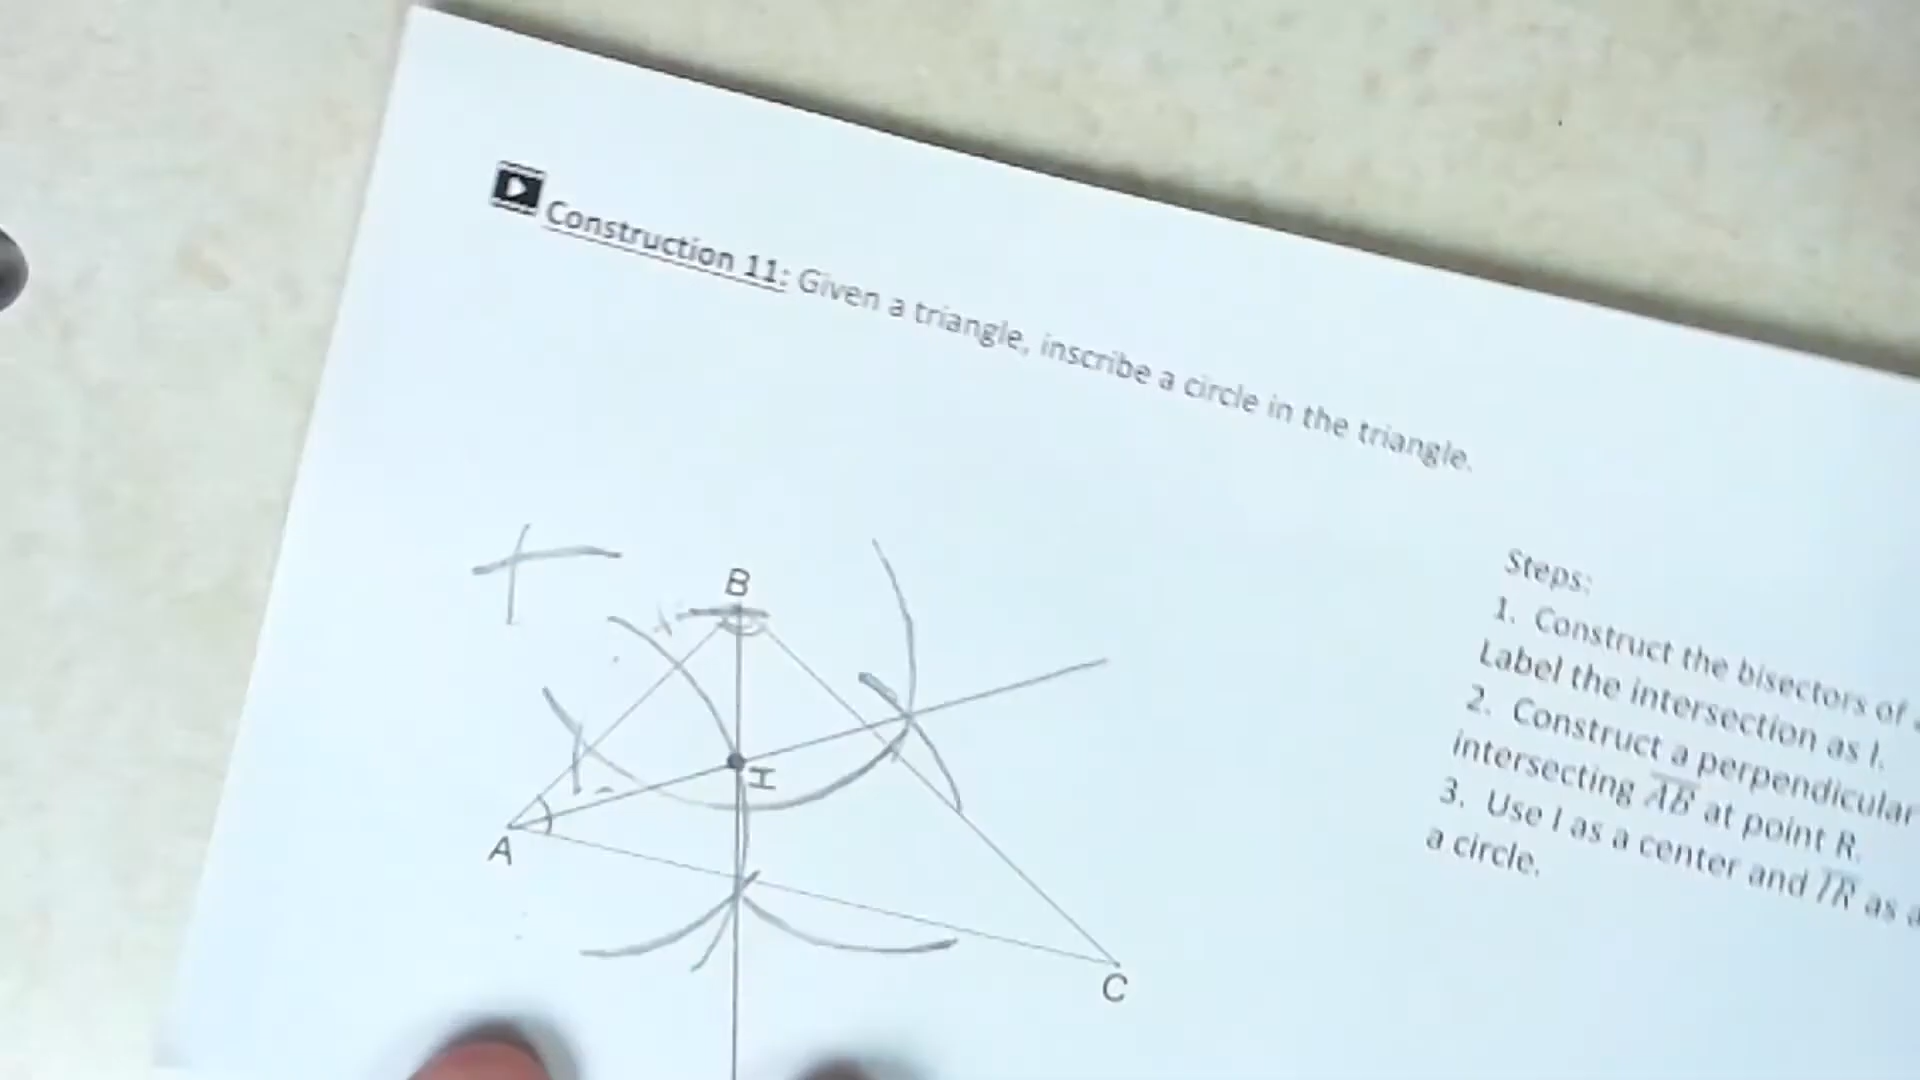 Construction 11: Given a triangle, inscribe a circle in the triangle.
B
I
A
C
Steps:
1. Construct the bisectors of
Label the intersection as I.
2. Construct a perpendicular
intersecting AB at point R.
3. Use I as a center and IR as a
a circle.